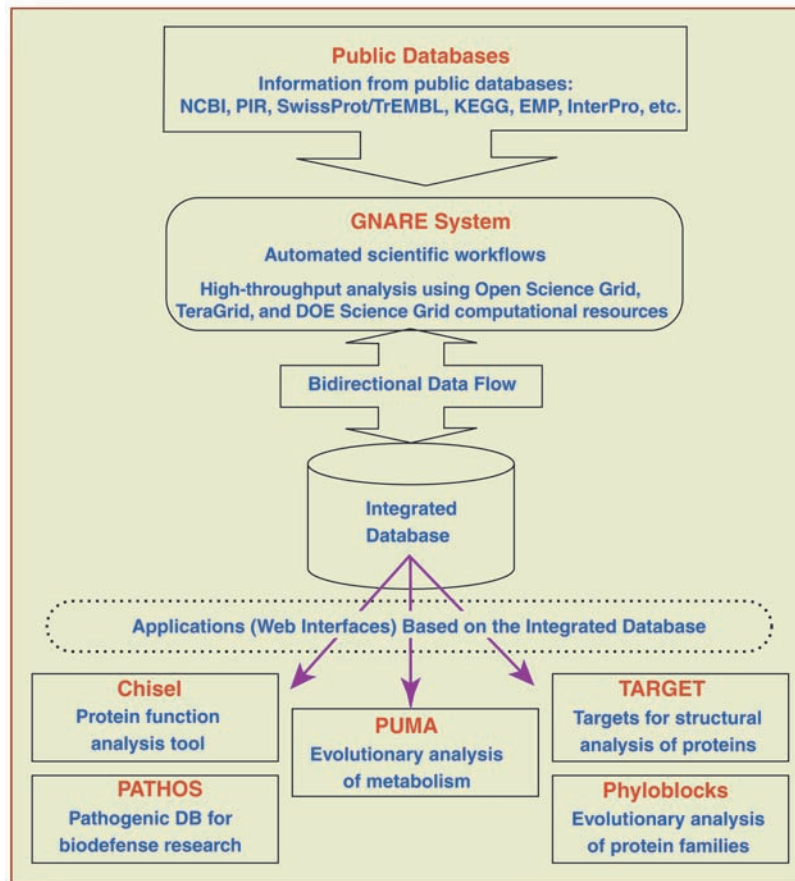 Public Databases
Information from public databases:
NCBI, PIR, SwissProt/TrEMBL, KEGG, EMP, InterPro, etc.
GNARE System
Automated scientific workflows
High-throughput analysis using Open Science Grid,
TeraGrid, and DOE Science Grid computational resources
Bidirectional Data Flow
Integrated
Database
Applications (Web Interfaces) Based on the Integrated Database
Chisel
Protein function
analysis tool
PATHOS
Pathogenic DB for
biodefense research
PUMA
Evolutionary analysis
of metabolism
TARGET
Targets for structural
analysis of proteins
Phyloblocks
Evolutionary analysis
of protein families